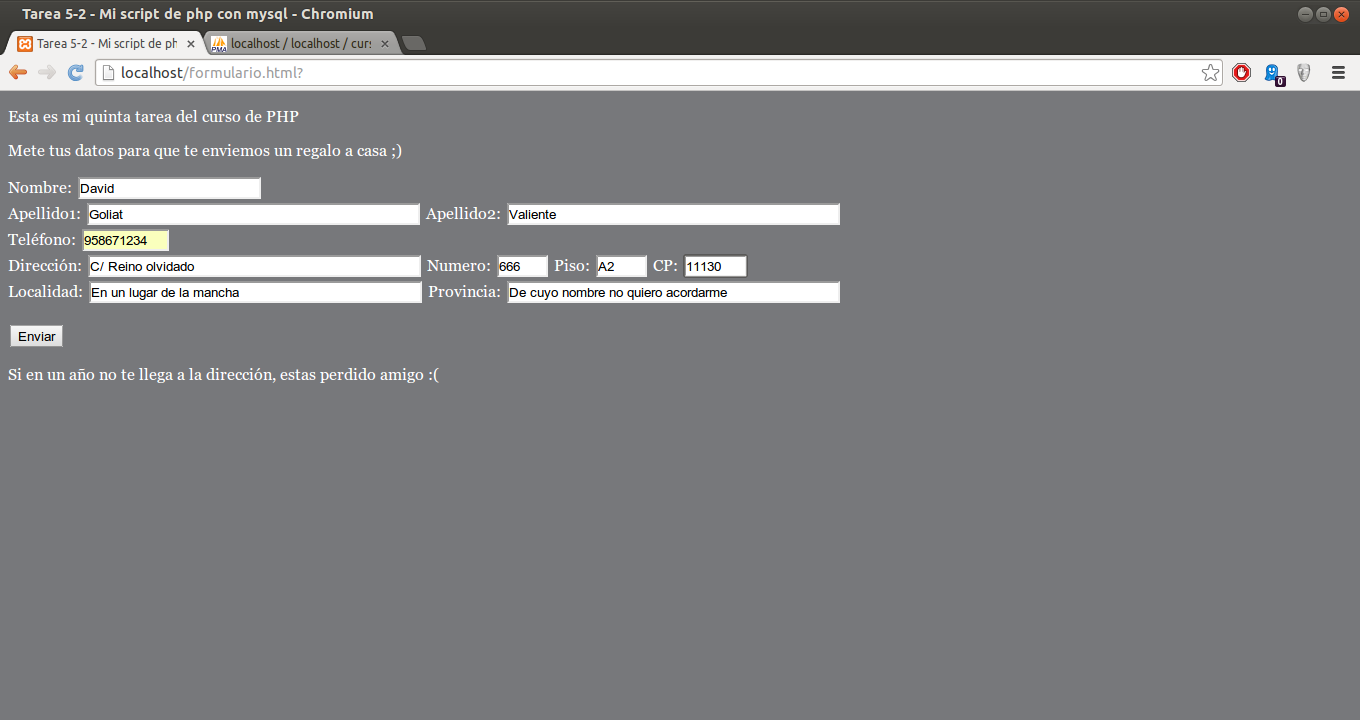 Tarea 5-2 - Mi script de php con mysql - Chromium
Tarea 5-2 - Mi script de ph
PMA localhost / localhost / cur
localhost/formulario.html?
0
Esta es mi quinta tarea del curso de PHP
Mete tus datos para que te enviemos un regalo a casa ;)
Nombre: David
Apellido1: Goliat Apellido2: Valiente
Teléfono: 958671234
Dirección: C/ Reino olvidado Numero: 666 Piso: A2 CP: 11130
Localidad: En un lugar de la mancha Provincia: De cuyo nombre no quiero acordarme
Enviar
Si en un año no te llega a la dirección, estas perdido amigo :(